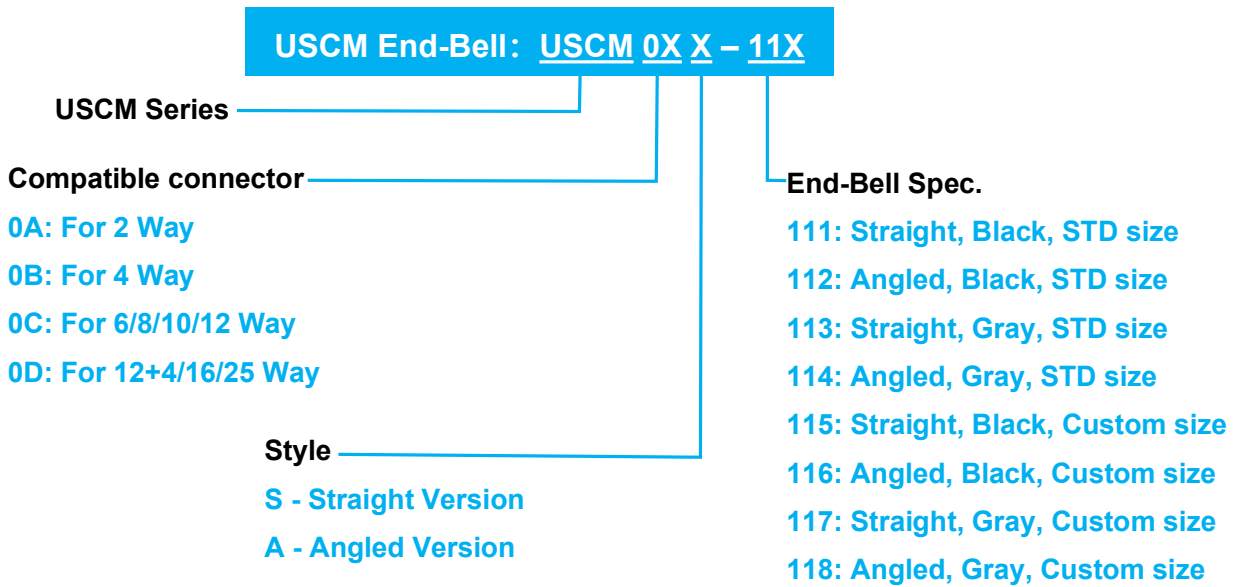 USCM End-Bell: USCM 0X X – 11X
USCM Series
Compatible connector
0A: For 2 Way
0B: For 4 Way
0C: For 6/8/10/12 Way
0D: For 12+4/16/25 Way
Style
S - Straight Version
A - Angled Version
End-Bell Spec.
111: Straight, Black, STD size
112: Angled, Black, STD size
113: Straight, Gray, STD size
114: Angled, Gray, STD size
115: Straight, Black, Custom size
116: Angled, Black, Custom size
117: Straight, Gray, Custom size
118: Angled, Gray, Custom size